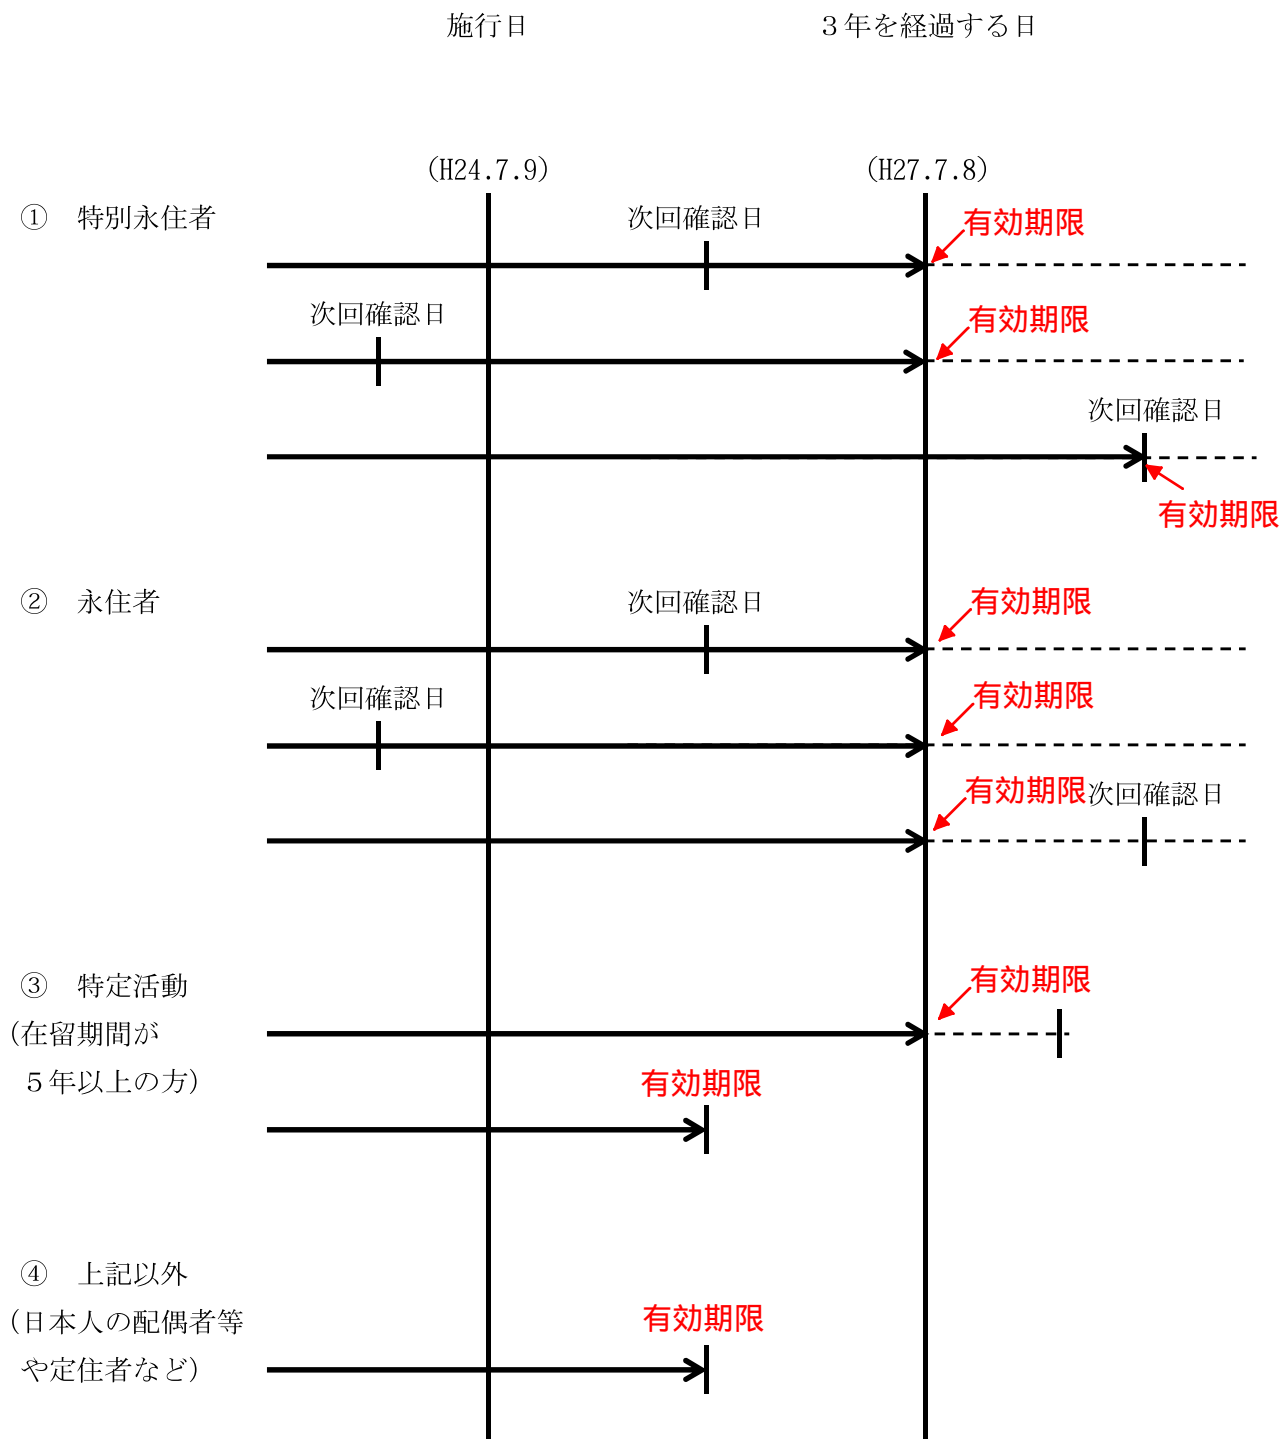 施行日
３年を経過する日
(H24.7.9)
(H27.7.8)
①　特別永住者
次回確認日
有効期限
次回確認日
有効期限
次回確認日
有効期限
②　永住者
次回確認日
有効期限
次回確認日
有効期限
有効期限
次回確認日
③　特定活動
有効期限
(在留期間が
５年以上の方)
有効期限
④　上記以外
(日本人の配偶者等
有効期限
や定住者など)